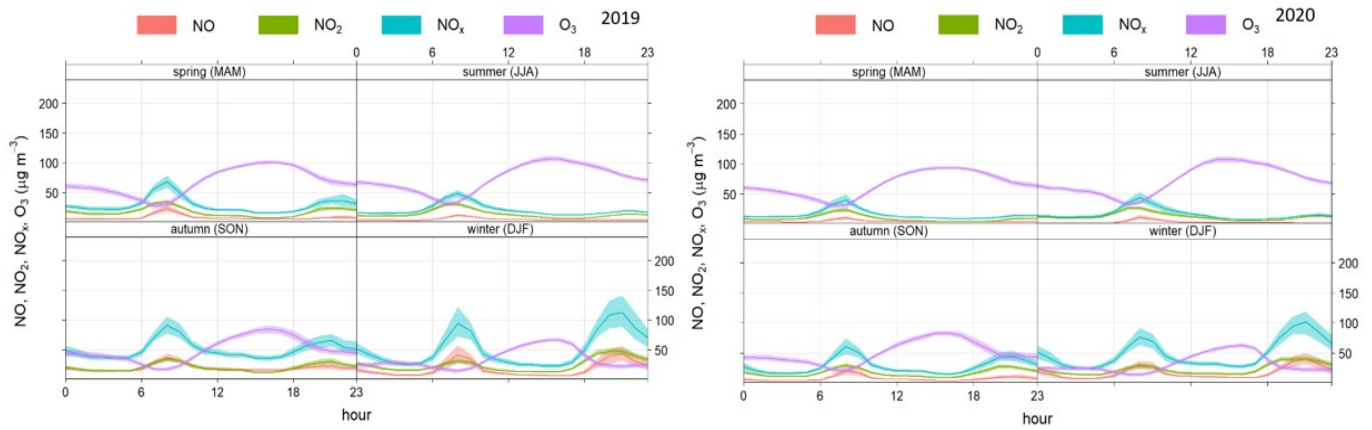 NO NO₂ NOₓ O₃ 2019
0 6 12 18 23
spring (MAM) summer (JJA)
200
150
100
50
autumn (SON) winter (DJF)
200
150
100
50
0 6 12 18 23
hour
NO, NO₂, NOₓ, O₃ (μg m⁻³)
NO NO₂ NOₓ O₃ 2020
0 6 12 18 23
spring (MAM) summer (JJA)
200
150
100
50
autumn (SON) winter (DJF)
200
150
100
50
0 6 12 18 23
hour
NO, NO₂, NOₓ, O₃ (μg m⁻³)